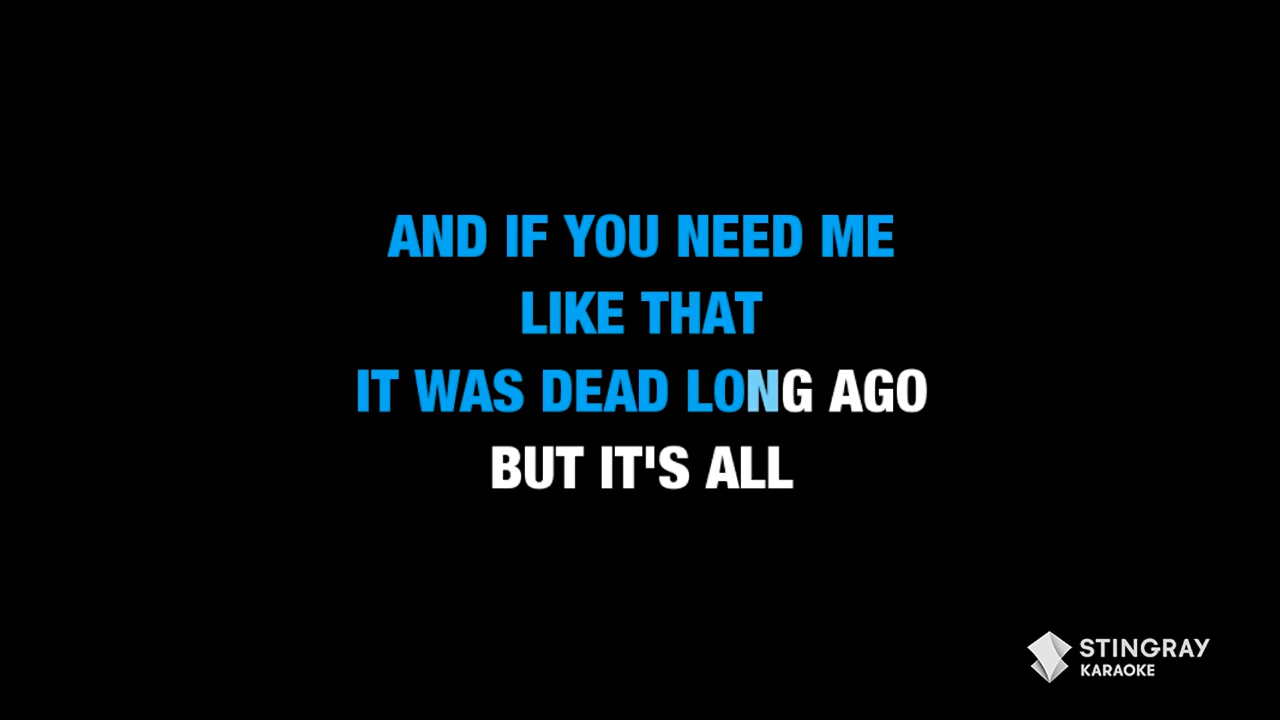 AND IF YOU NEED ME
LIKE THAT
IT WAS DEAD LONG AGO
BUT IT'S ALL
STINGRAY
KARAOKE